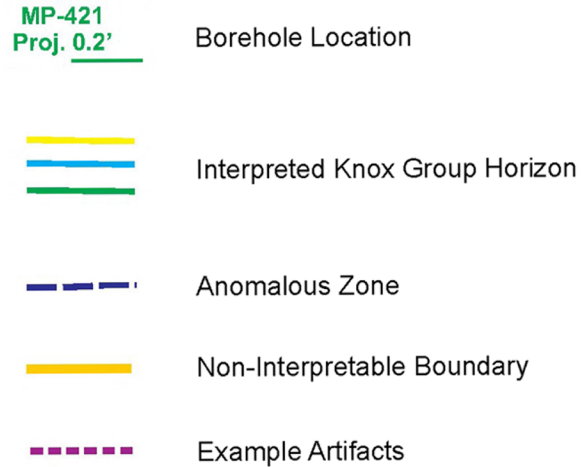 MP-421
Proj. 0.2'
Borehole Location
Interpreted Knox Group Horizon
Anomalous Zone
Non-Interpretable Boundary
Example Artifacts